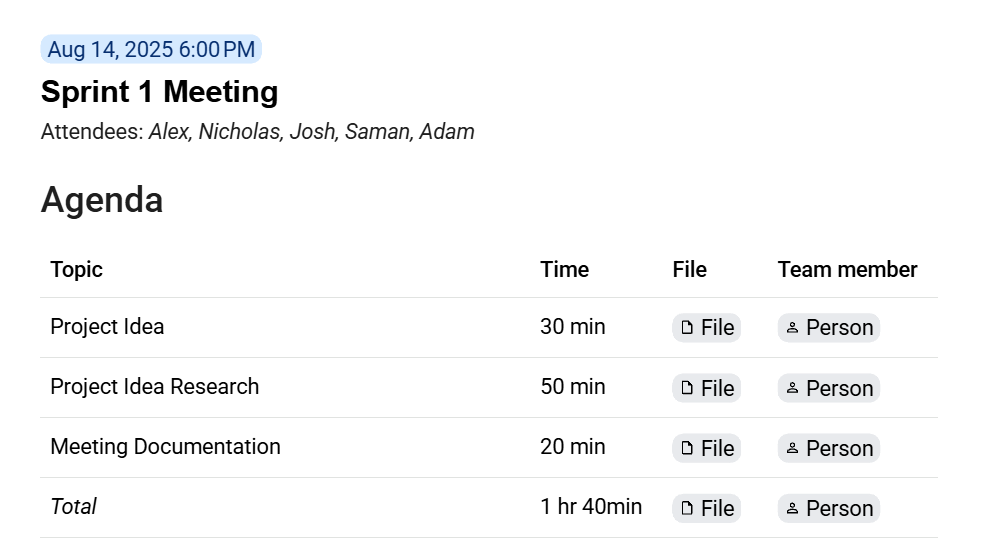 Aug 14, 2025 6:00 PM
Sprint 1 Meeting
Attendees: Alex, Nicholas, Josh, Saman, Adam
Agenda
Topic Time File Team member
Project Idea 30 min File Person
Project Idea Research 50 min File Person
Meeting Documentation 20 min File Person
Total 1 hr 40min File Person